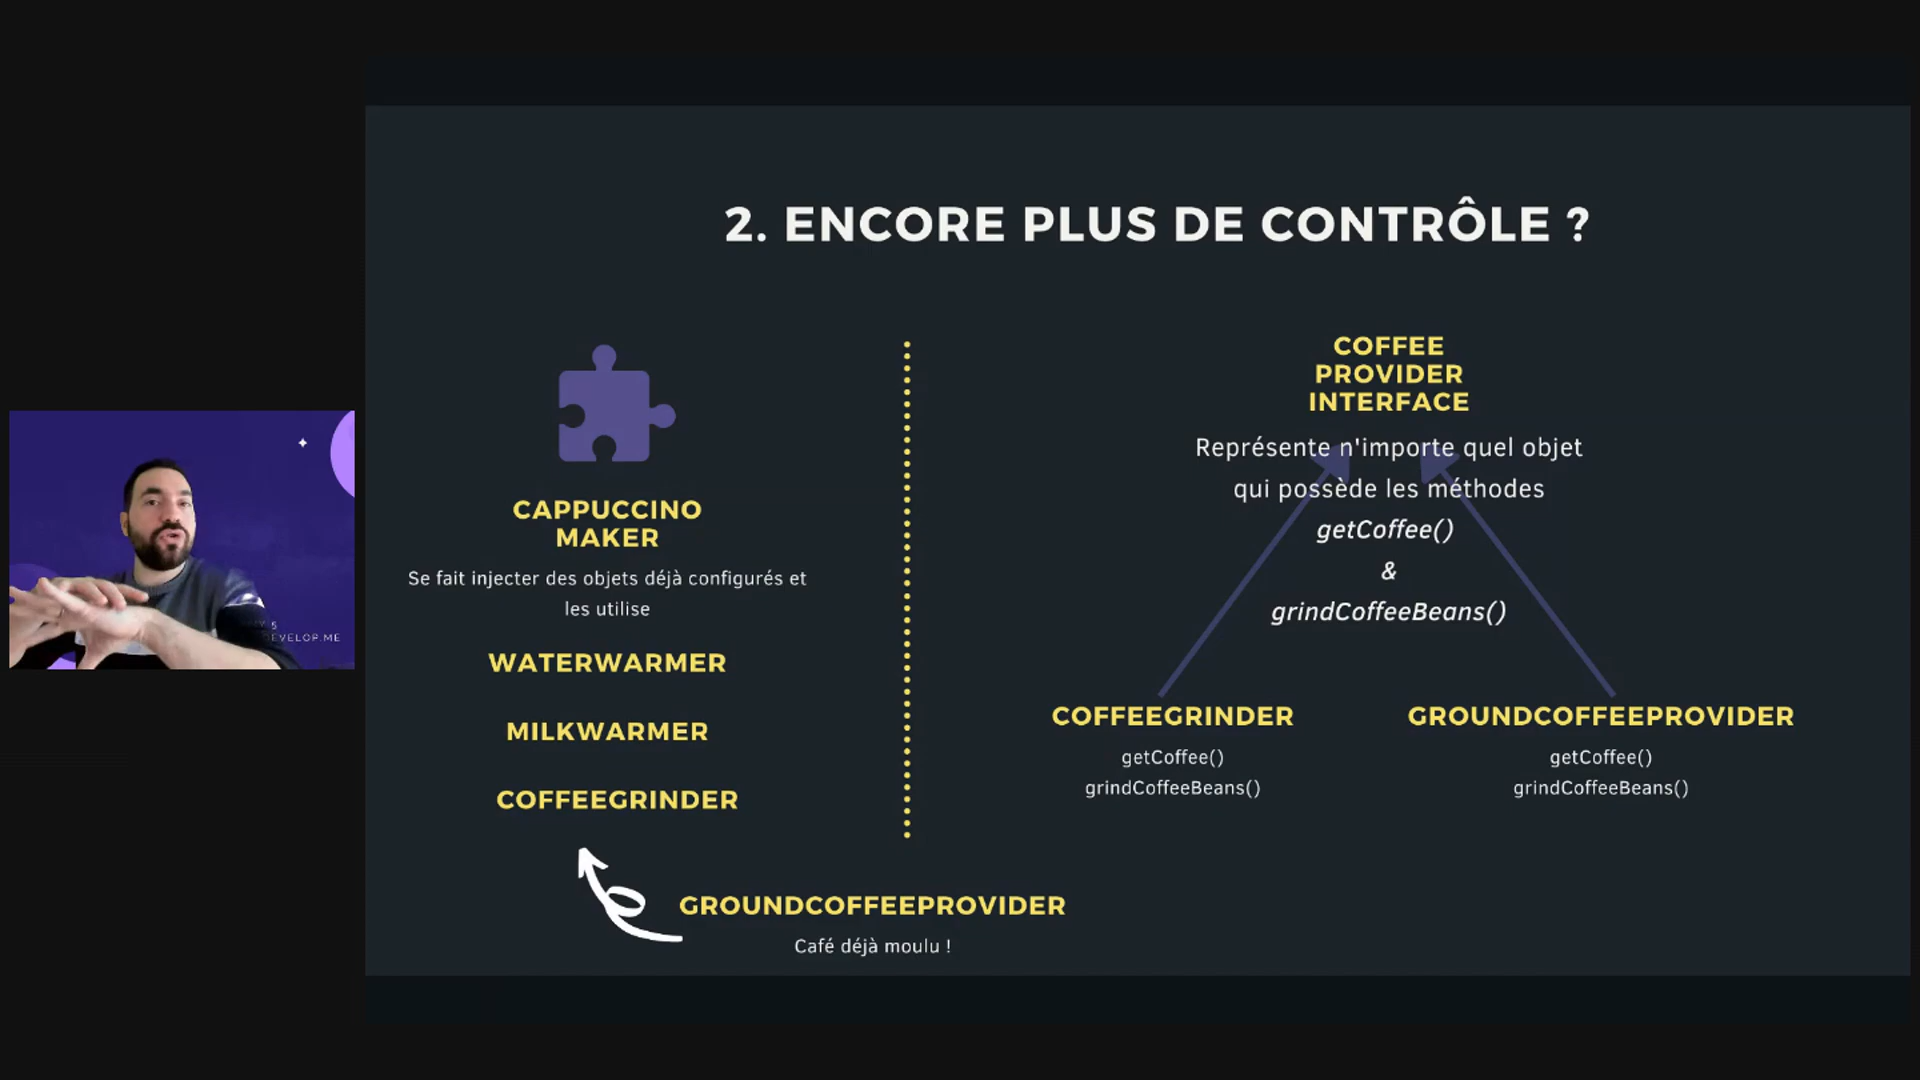 2. ENCORE PLUS DE CONTRÔLE ?
CAPPUCCINO
MAKER
Se fait injecter des objets déjà configurés et
les utilise
WATERWARMER
MILKWARMER
COFFEEGRINDER
GROUNDCOFFEEPROVIDER
Café déjà moulu !
COFFEE
PROVIDER
INTERFACE
Représente n'importe quel objet
qui possède les méthodes
getCoffee()
&
grindCoffeeBeans()
COFFEEGRINDER
getCoffee()
grindCoffeeBeans()
GROUNDCOFFEEPROVIDER
getCoffee()
grindCoffeeBeans()
EVELOP.ME